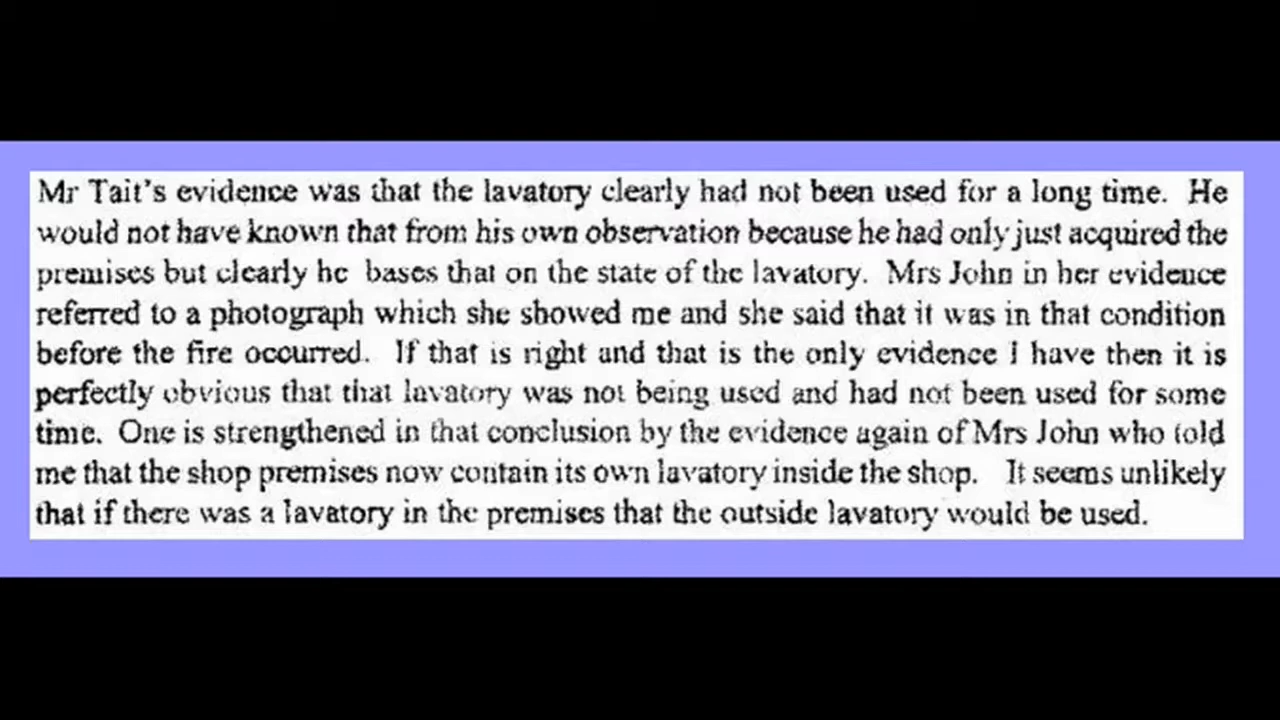 Mr Tait's evidence was that the lavatory clearly had not been used for a long time. He
would not have known that from his own observation because he had only just acquired the
premises but clearly he bases that on the state of the lavatory. Mrs John in her evidence
referred to a photograph which she showed me and she said that it was in that condition
before the fire occurred. If that is right and that is the only evidence I have then it is
perfectly obvious that that lavatory was not being used and had not been used for some
time. One is strengthened in that conclusion by the evidence again of Mrs John who told
me that the shop premises now contain its own lavatory inside the shop. It seems unlikely
that if there was a lavatory in the premises that the outside lavatory would be used.